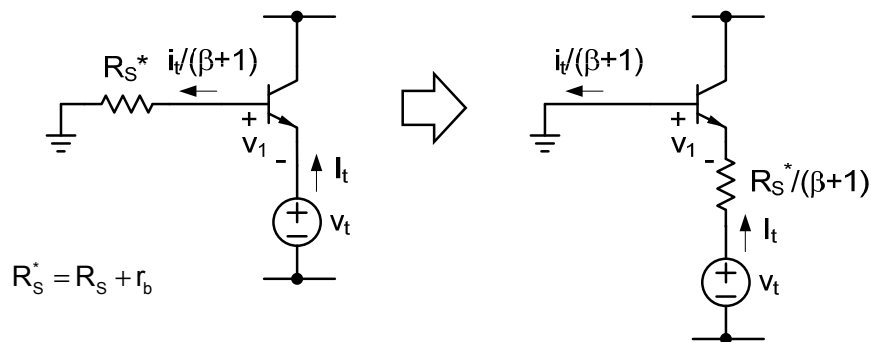 R_S* i_t/(β+1)
+
v_1
-
I_t
+
−
v_t
R_S^* = R_S + r_b
i_t/(β+1)
+
v_1
-
R_S^*/(β+1)
I_t
+
−
v_t